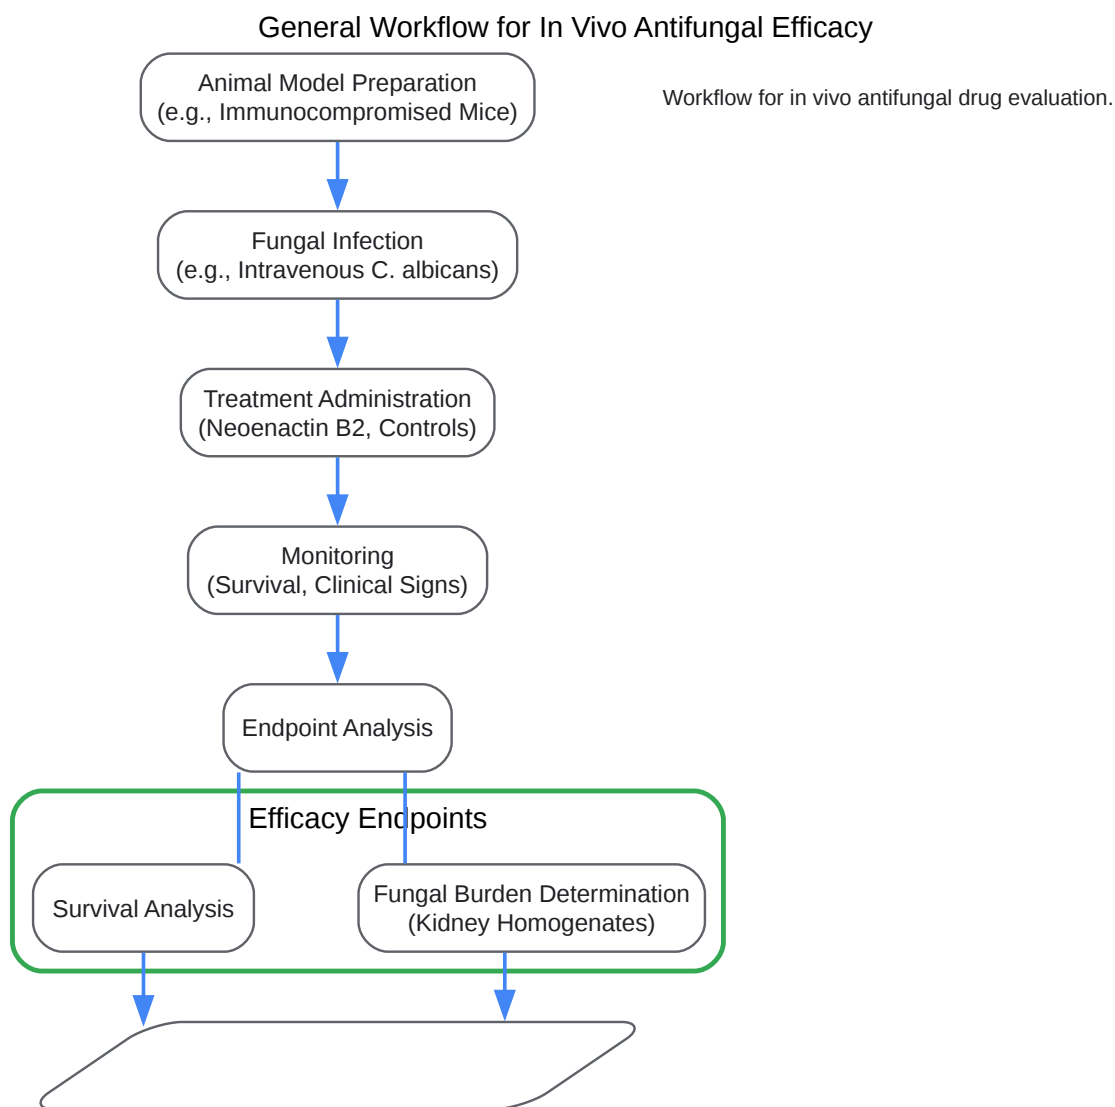 General Workflow for In Vivo Antifungal Efficacy
Animal Model Preparation
(e.g., Immunocompromised Mice)
Workflow for in vivo antifungal drug evaluation.
Fungal Infection
(e.g., Intravenous C. albicans)
Treatment Administration
(Neoenactin B2, Controls)
Monitoring
(Survival, Clinical Signs)
Endpoint Analysis
Efficacy Endpoints
Survival Analysis
Fungal Burden Determination
(Kidney Homogenates)